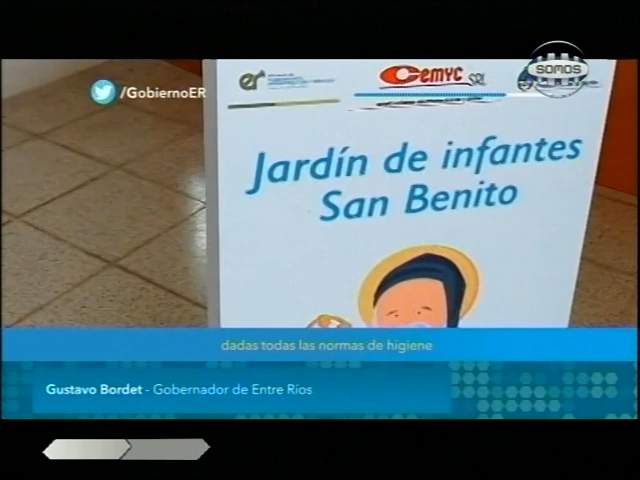 /GobiernoER
er
Cemyc SRL
SOMOS
Jardín de infantes
San Benito
dadas todas las normas de higiene
Gustavo Bordet - Gobernador de Entre Ríos